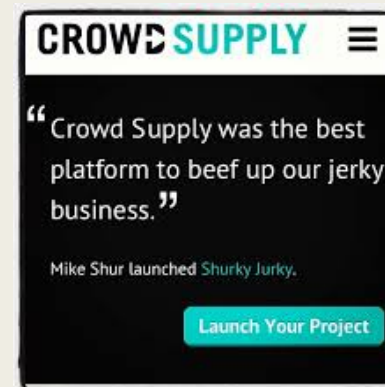 CROWD SUPPLY
“Crowd Supply was the best
platform to beef up our jerky
business.”
Mike Shur launched Shurky Jurky.
Launch Your Project